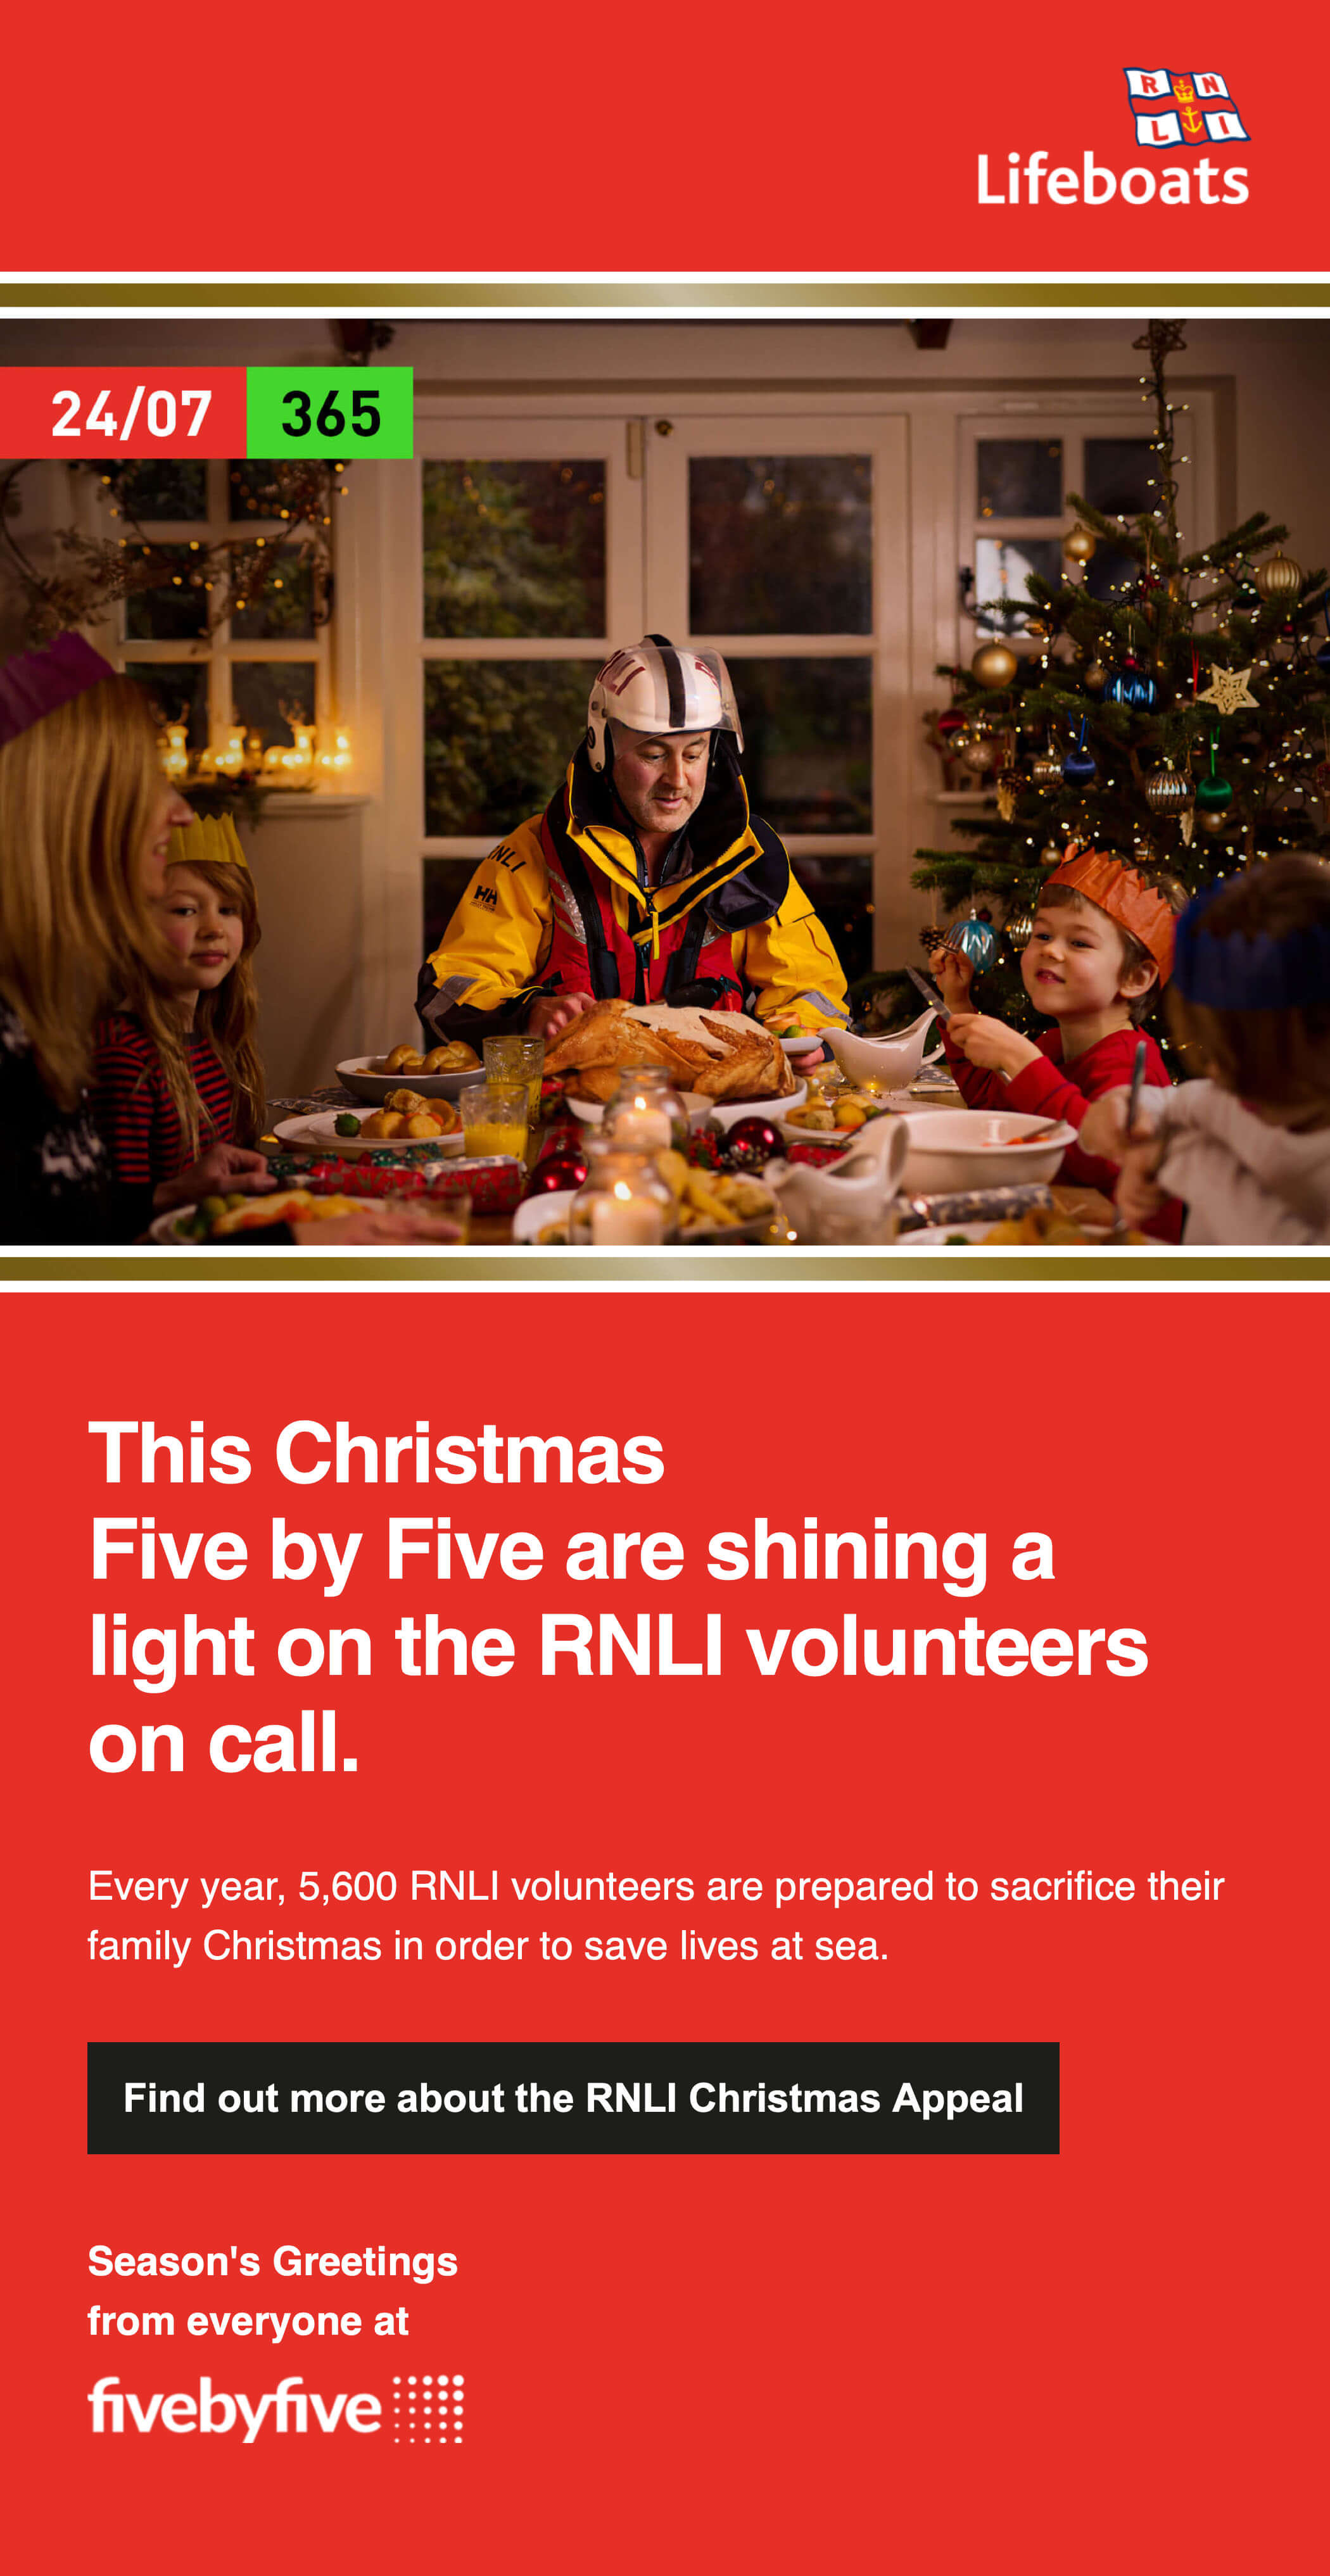 R N
L I
Lifeboats
24/07 365
RNLI
HH
This Christmas
Five by Five are shining a
light on the RNLI volunteers
on call.
Every year, 5,600 RNLI volunteers are prepared to sacrifice their
family Christmas in order to save lives at sea.
Find out more about the RNLI Christmas Appeal
Season's Greetings
from everyone at
fivebyfive